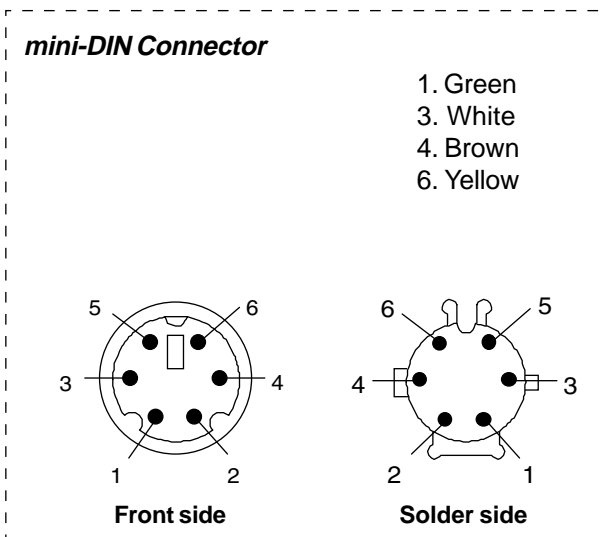 mini-DIN Connector
1. Green
3. White
4. Brown
6. Yellow
5 6
3 4
1 2
Front side
6 5
4 3
2 1
Solder side